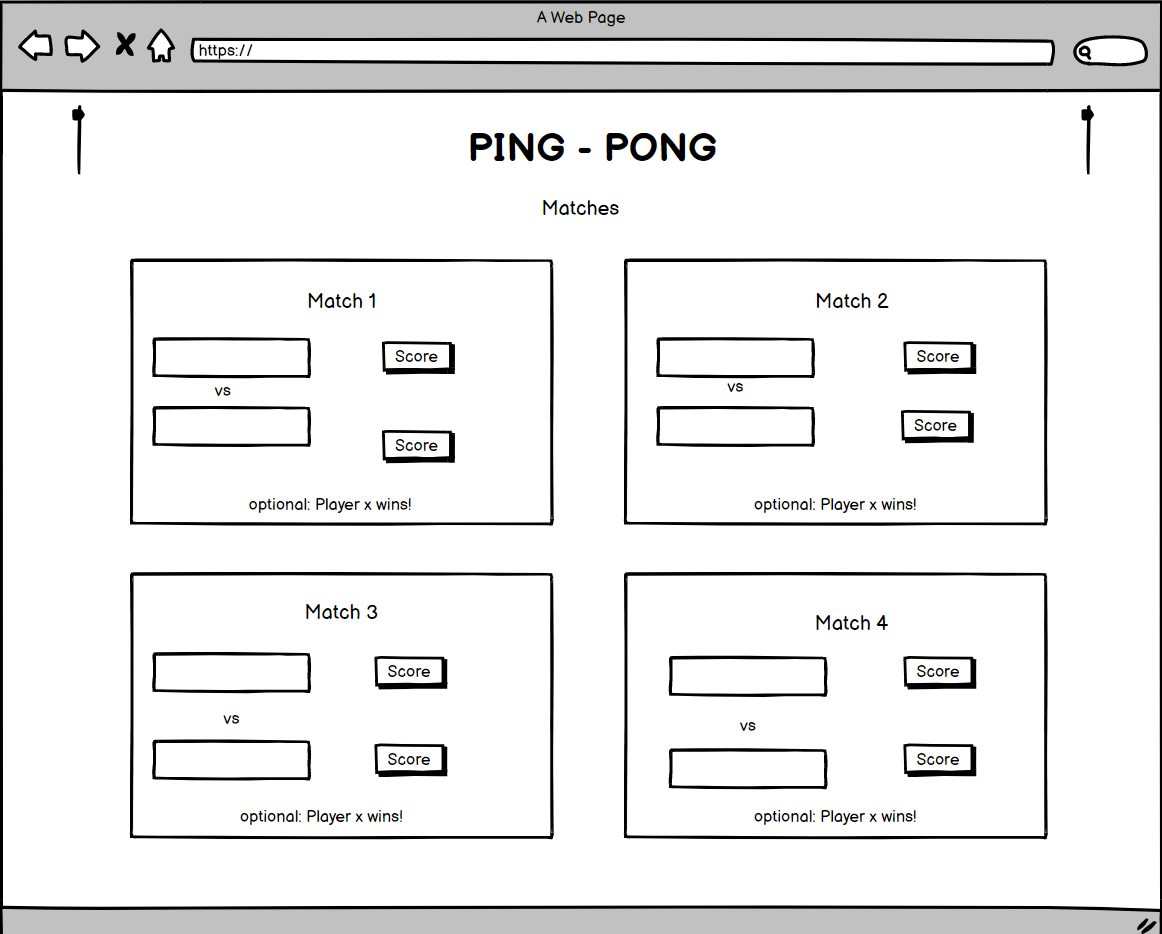 A Web Page
https://
PING - PONG
Matches
Match 1
Score
vs
Score
optional: Player x wins!
Match 2
Score
vs
Score
optional: Player x wins!
Match 3
Score
vs
Score
optional: Player x wins!
Match 4
Score
vs
Score
optional: Player x wins!